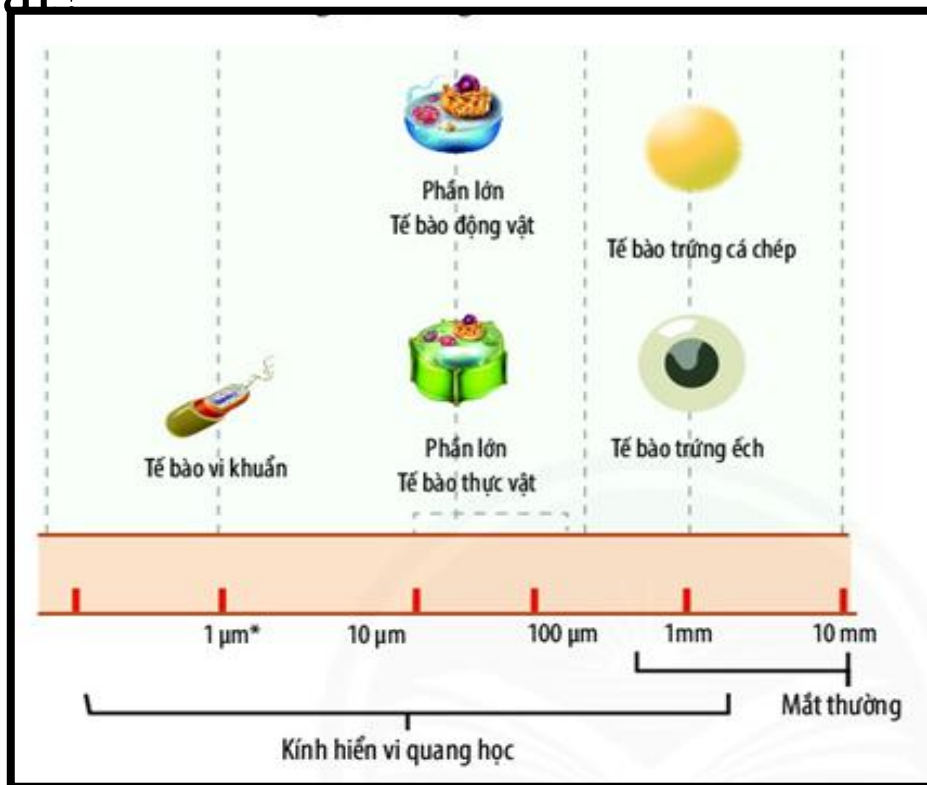 Phần lớn
Tế bào động vật
Tế bào trứng cá chép
Phần lớn
Tế bào thực vật
Tế bào trứng ếch
Tế bào vi khuẩn
1 µm* 10 µm 100 µm 1mm 10 mm
Mắt thường
Kính hiển vi quang học